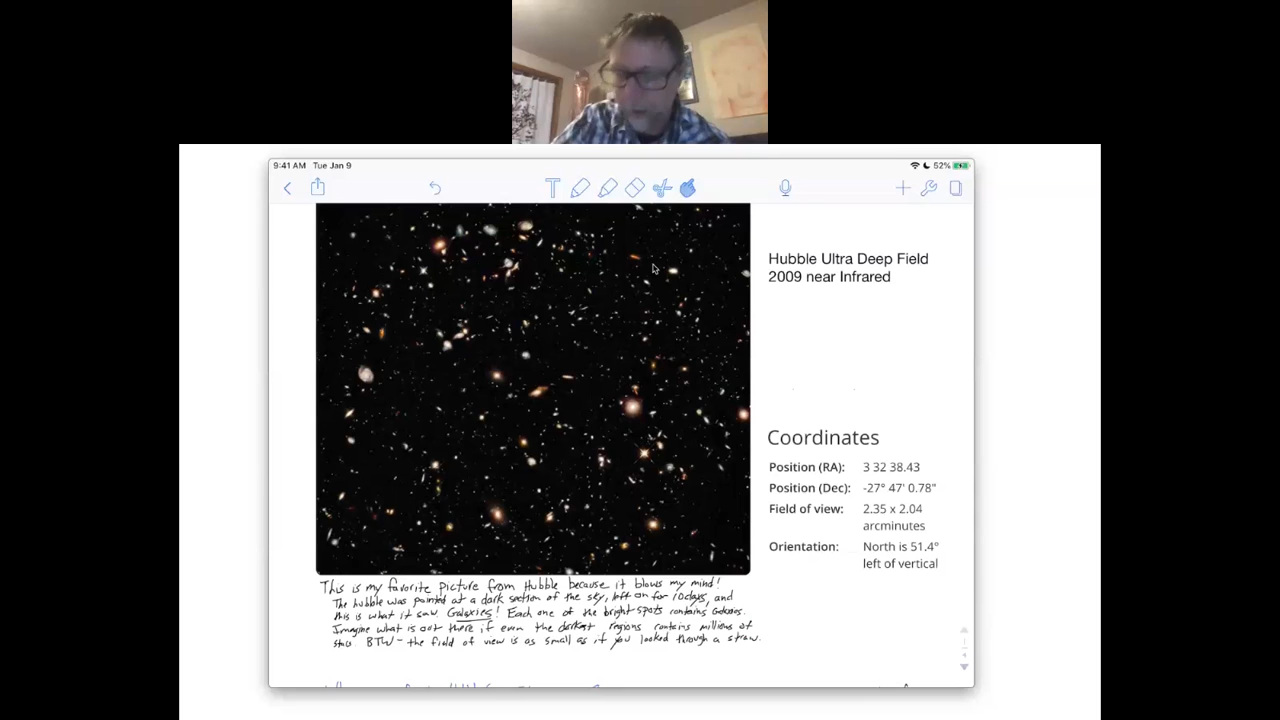 9:41 AM Tue Jan 9
52%
Hubble Ultra Deep Field
2009 near Infrared
Coordinates
Position (RA): 3 32 38.43
Position (Dec): -27° 47' 0.78"
Field of view: 2.35 x 2.04
arcminutes
Orientation: North is 51.4°
left of vertical
This is my favorite picture from Hubble because it blows my mind!
The hubble was pointed at a dark section of the sky, left on for 10 days, and
this is what it saw. Galaxies! Each one of the bright spots contains Galaxies.
Imagine what is out there if even the darkest regions contains millions of
stars. BTW - the field of view is as small as if you looked through a straw.